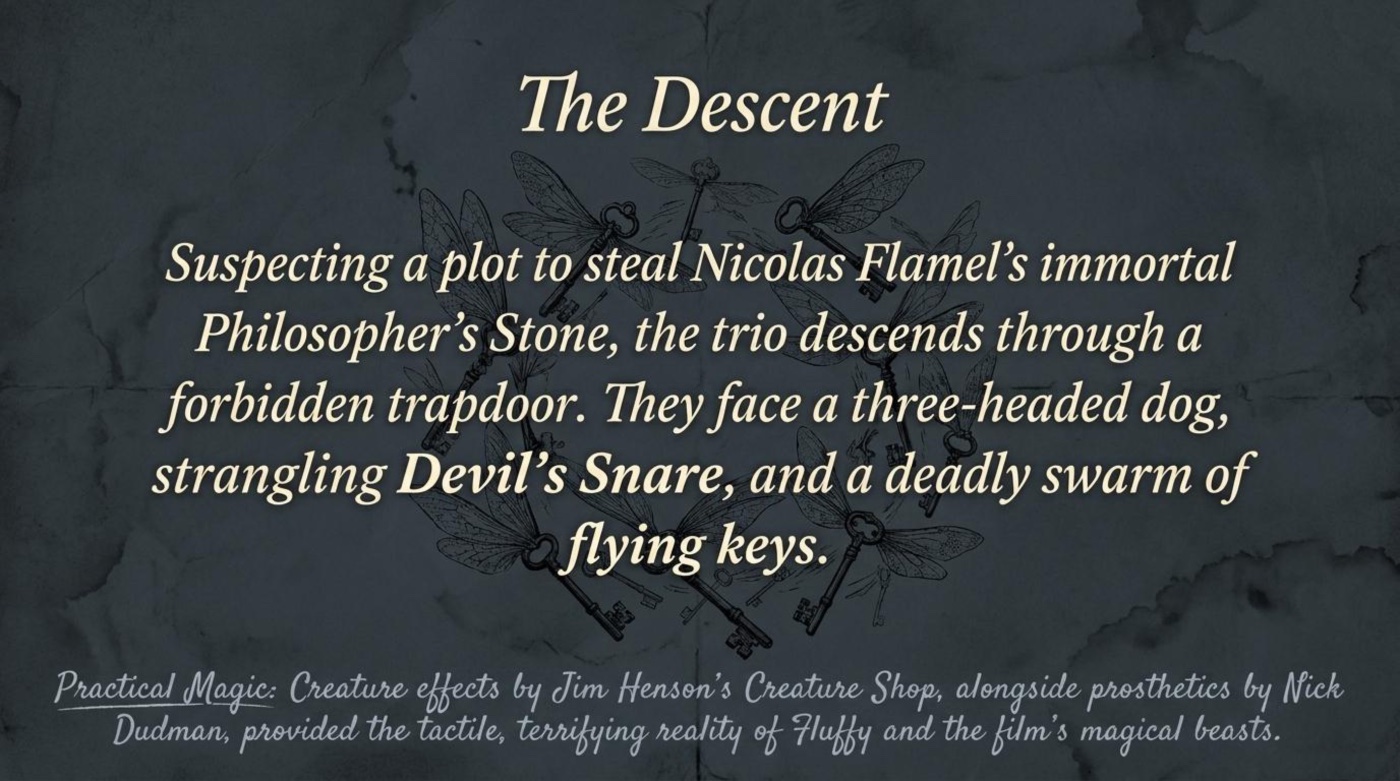 The Descent
Suspecting a plot to steal Nicolas Flamel’s immortal
Philosopher’s Stone, the trio descends through a
forbidden trapdoor. They face a three-headed dog,
strangling Devil’s Snare, and a deadly swarm of
flying keys.
Practical Magic: Creature effects by Jim Henson’s Creature Shop, alongside prosthetics by Nick
Dudman, provided the tactile, terrifying reality of Fluffy and the film’s magical beasts.